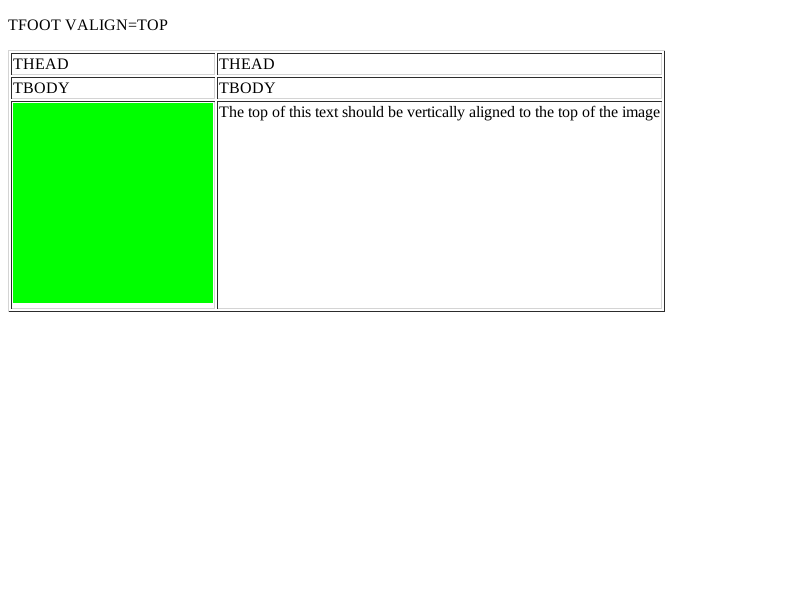 TFOOT VALIGN=TOP
THEAD THEAD
TBODY TBODY
The top of this text should be vertically aligned to the top of the image